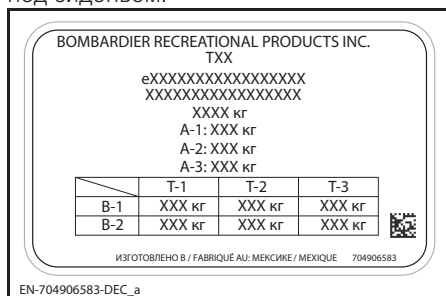 под сиденьем.
BOMBARDIER RECREATIONAL PRODUCTS INC.
TXX
eXXXXXXXXXXXXXXXXX
XXXXXXXXXXXXXXXXX
XXXX кг
A-1: XXX кг
A-2: XXX кг
A-3: XXX кг
T-1 T-2 T-3
B-1 XXX кг XXX кг XXX кг
B-2 XXX кг XXX кг XXX кг
ИЗГОТОВЛЕНО В / FABRIQUÉ AU: МЕКСИКЕ / MEXIQUE 704906583
EN-704906583-DEC_a